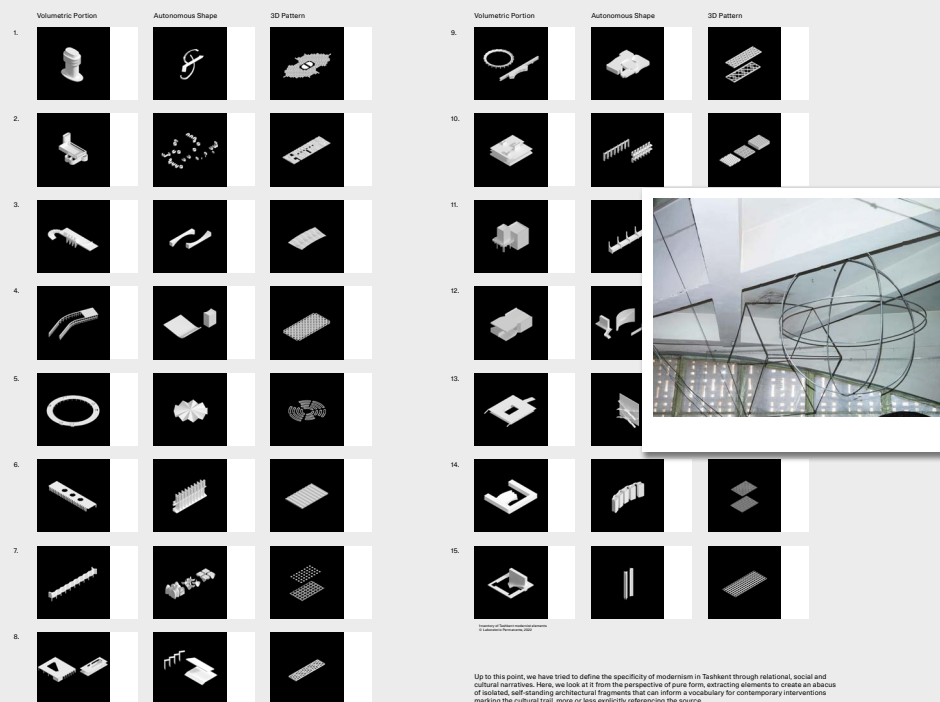 Volumetric Portion
Autonomous Shape
3D Pattern
1.
2.
3.
4.
5.
6.
7.
8.
Volumetric Portion
Autonomous Shape
3D Pattern
9.
10.
11.
12.
13.
14.
15.
Inventory of Tashkent modernist elements
© Laboratorio Permanente, 2022
Up to this point, we have tried to define the specificity of modernism in Tashkent through relational, social and
cultural narratives. Here, we look at it from the perspective of pure form, extracting elements to create an abacus
of isolated, self-standing architectural fragments that can inform a vocabulary for contemporary interventions
marking the cultural trail, more or less explicitly referencing the source.